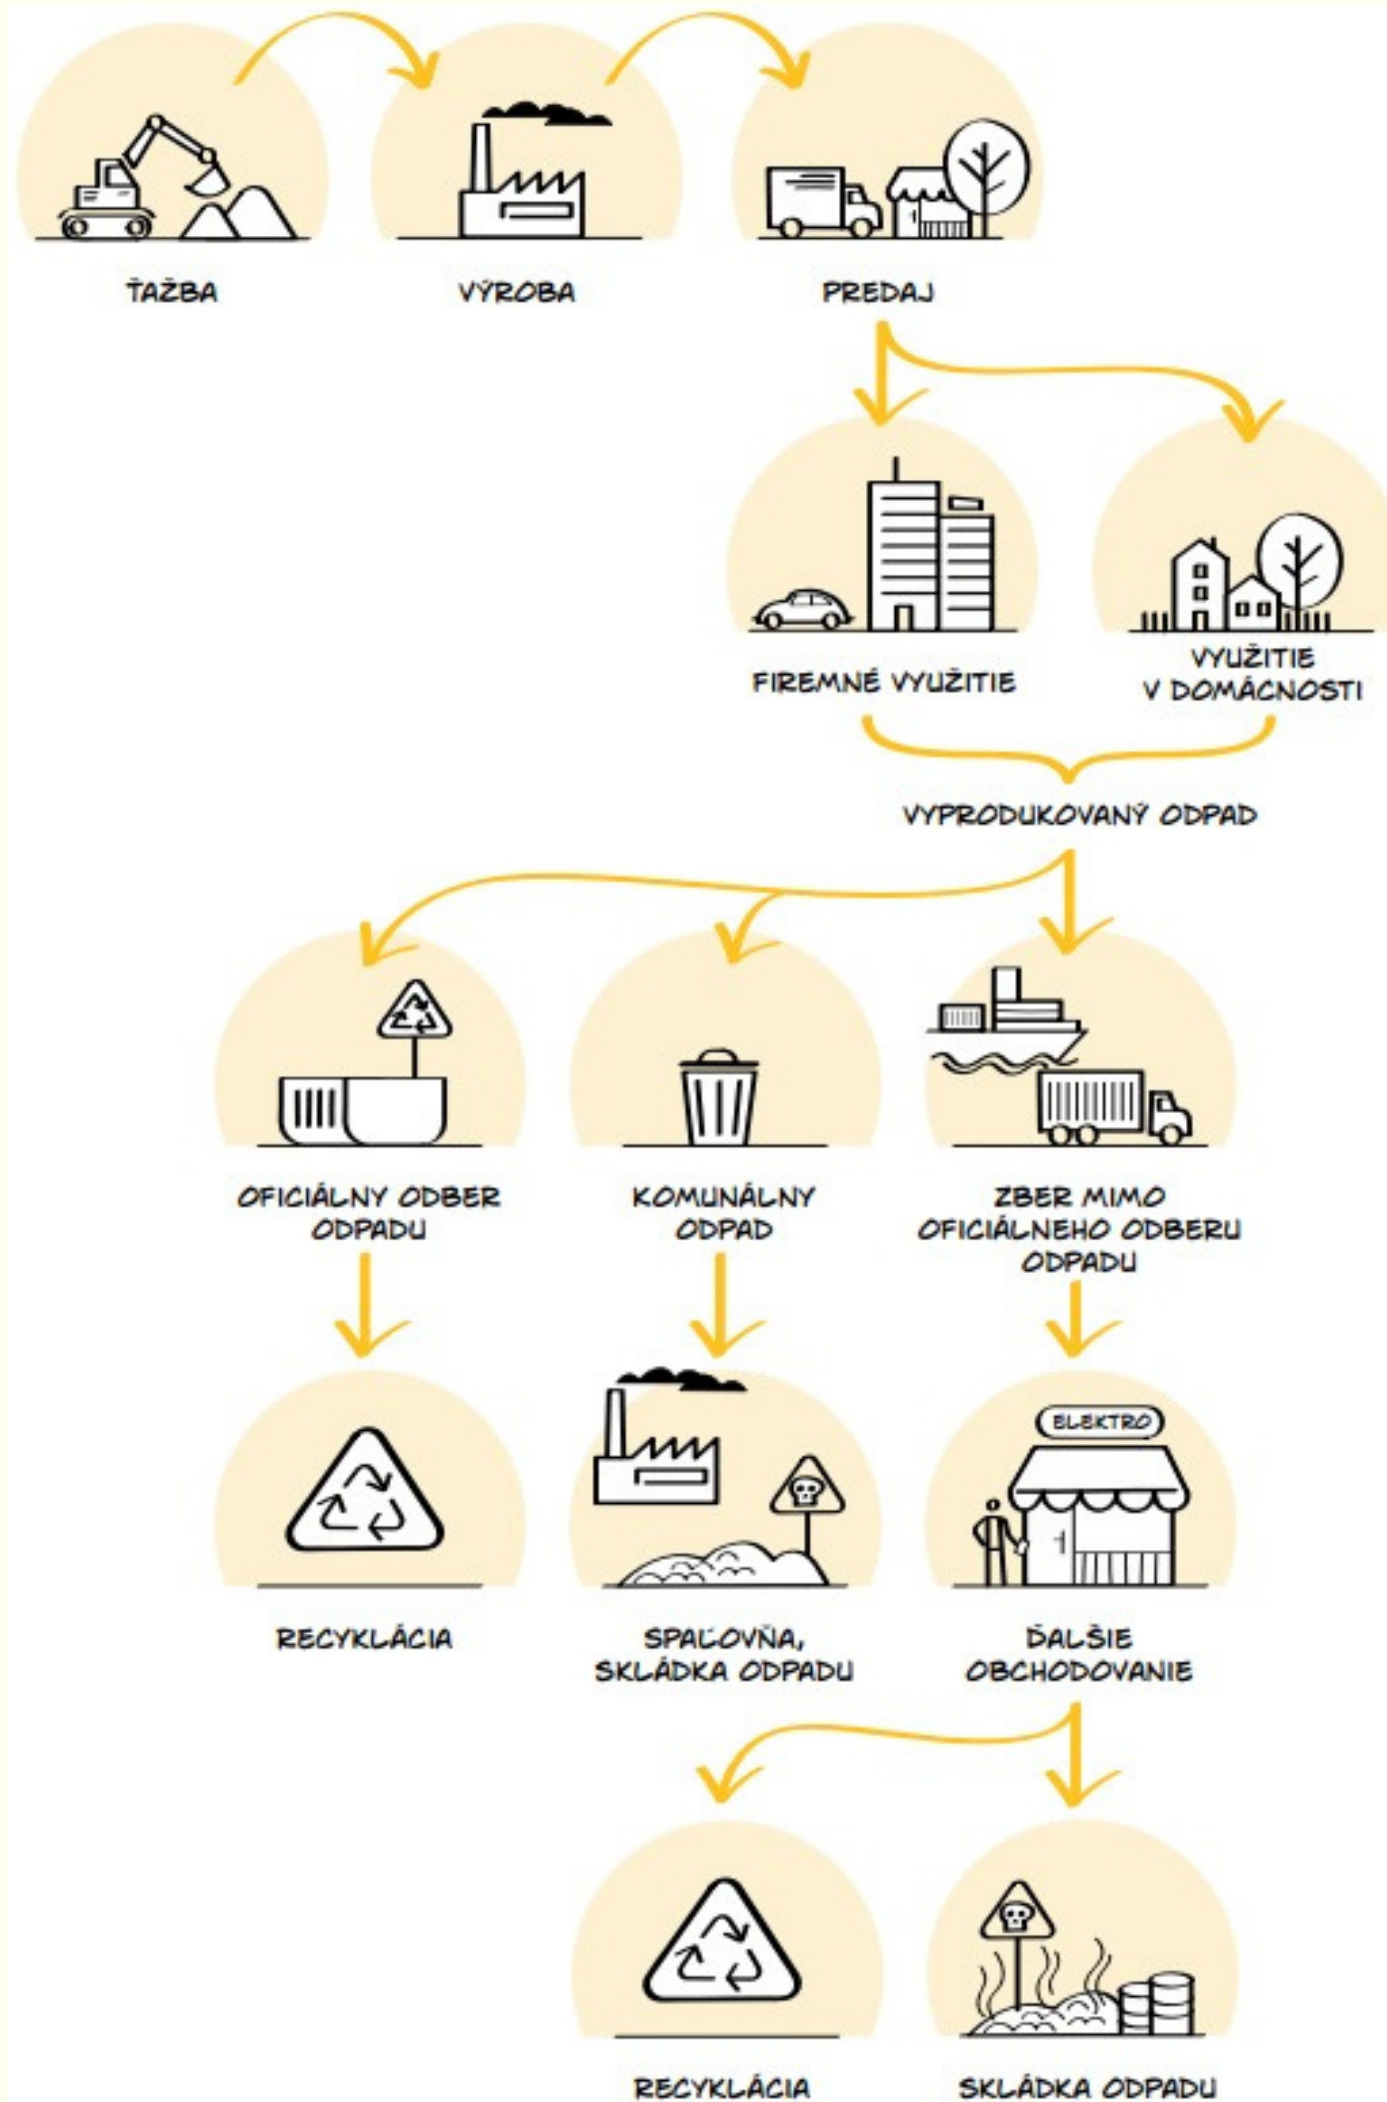 ŤAŽBA
VÝROBA
PREDAJ
FIREMNÉ VYUŽITIE
VYUŽITIE
V DOMÁCNOSTI
VYPRODUKOVANÝ ODPAD
OFICIÁLNY ODBER
ODPADU
KOMUNÁLNY
ODPAD
ZBER MIMO
OFICIÁLNEHO ODBERU
ODPADU
ELEKTRO
RECYKLÁCIA
SPAĽOVŇA,
SKLÁDKA ODPADU
ĎALŠIE
OBCHODOVANIE
RECYKLÁCIA
SKLÁDKA ODPADU